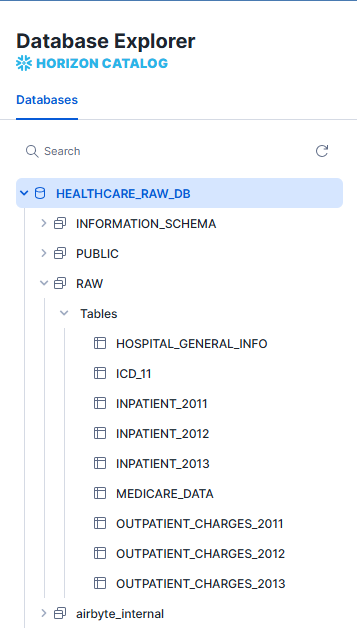 Database Explorer
HORIZON CATALOG
Databases
Search
HEALTHCARE_RAW_DB
INFORMATION_SCHEMA
PUBLIC
RAW
Tables
HOSPITAL_GENERAL_INFO
ICD_11
INPATIENT_2011
INPATIENT_2012
INPATIENT_2013
MEDICARE_DATA
OUTPATIENT_CHARGES_2011
OUTPATIENT_CHARGES_2012
OUTPATIENT_CHARGES_2013
airbyte_internal